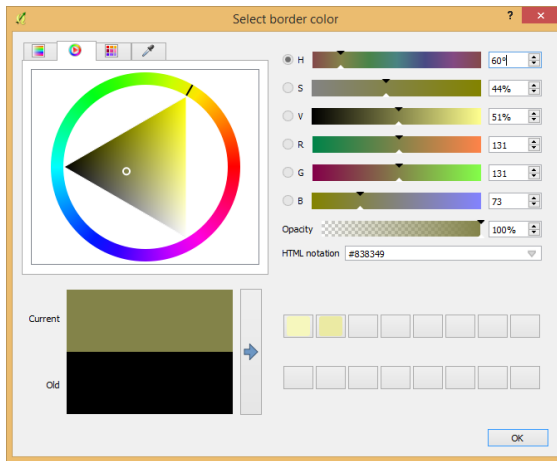 Select border color
? ×
H 60°
S 44%
V 51%
R 131
G 131
B 73
Opacity 100%
HTML notation #838349
Current
Old
OK